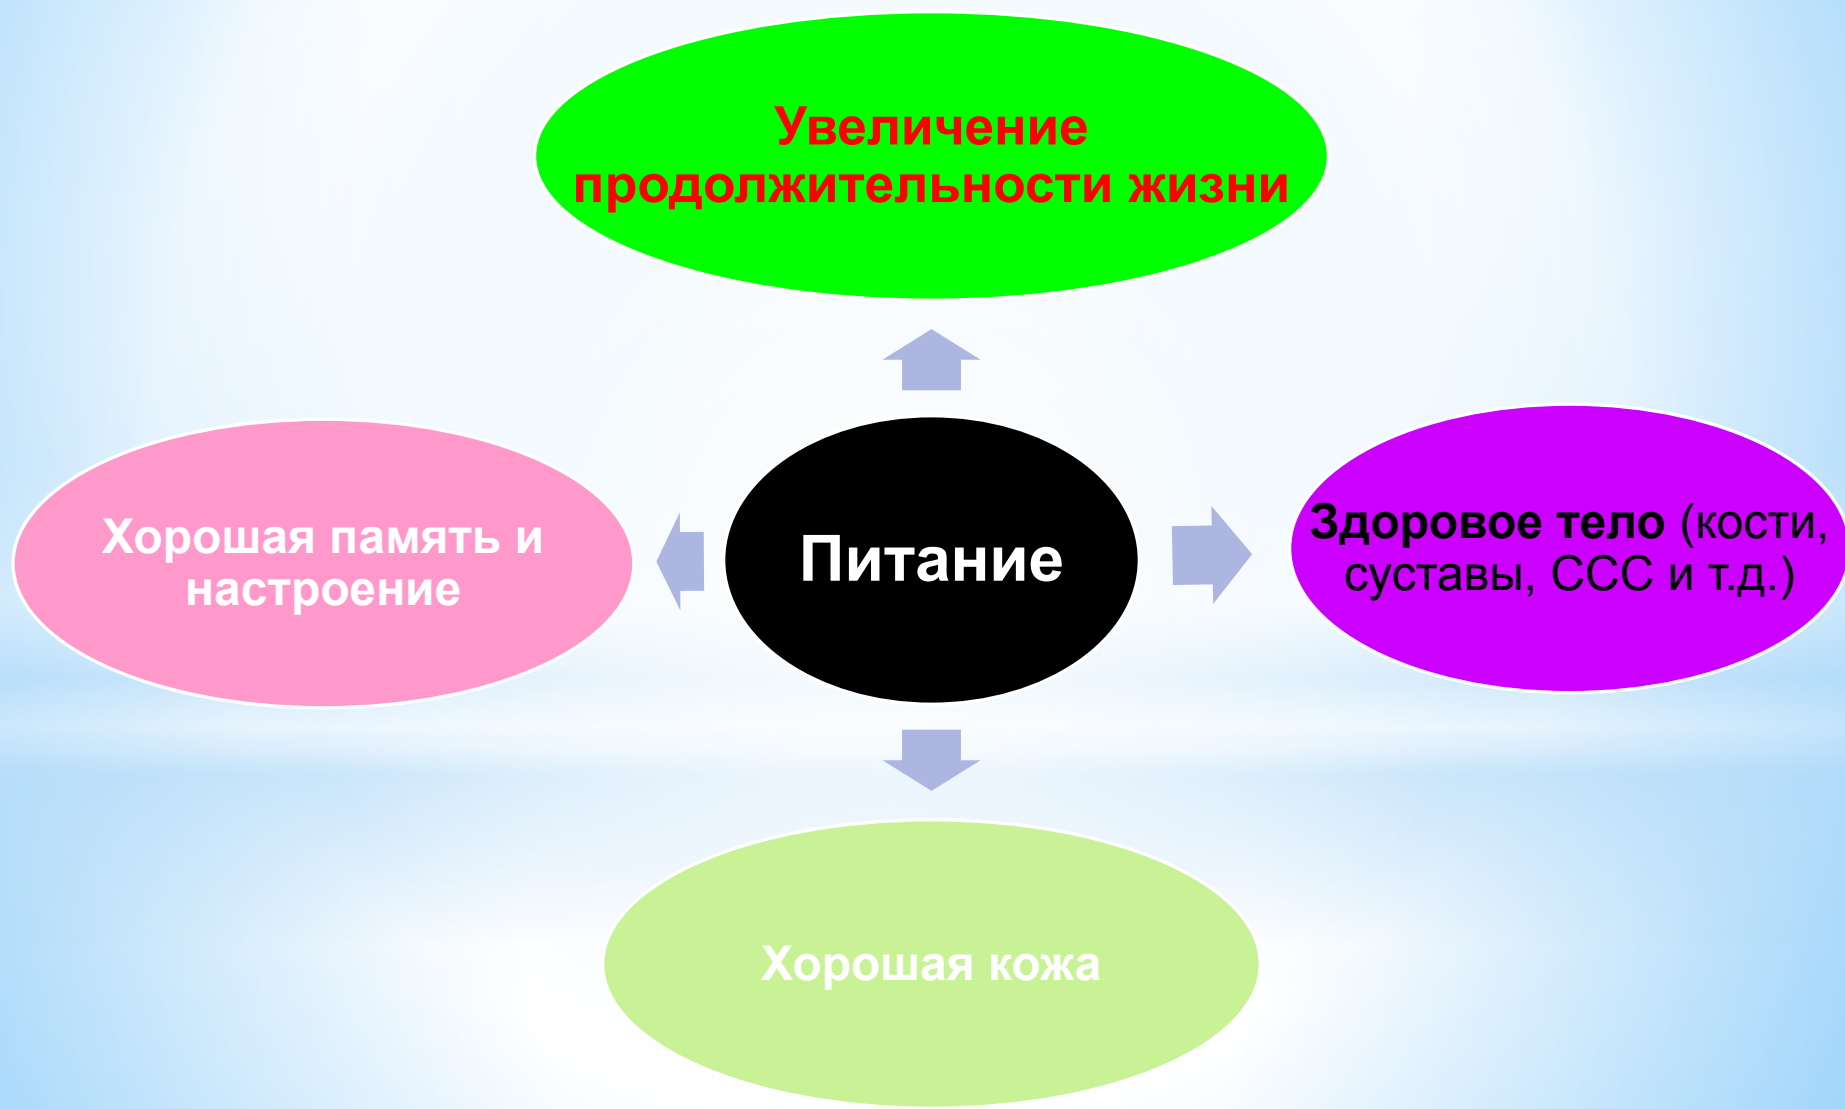 Увеличение
продолжительности жизни
Хорошая память и
настроение
Питание
Здоровое тело (кости,
суставы, ССС и т.д.)
Хорошая кожа